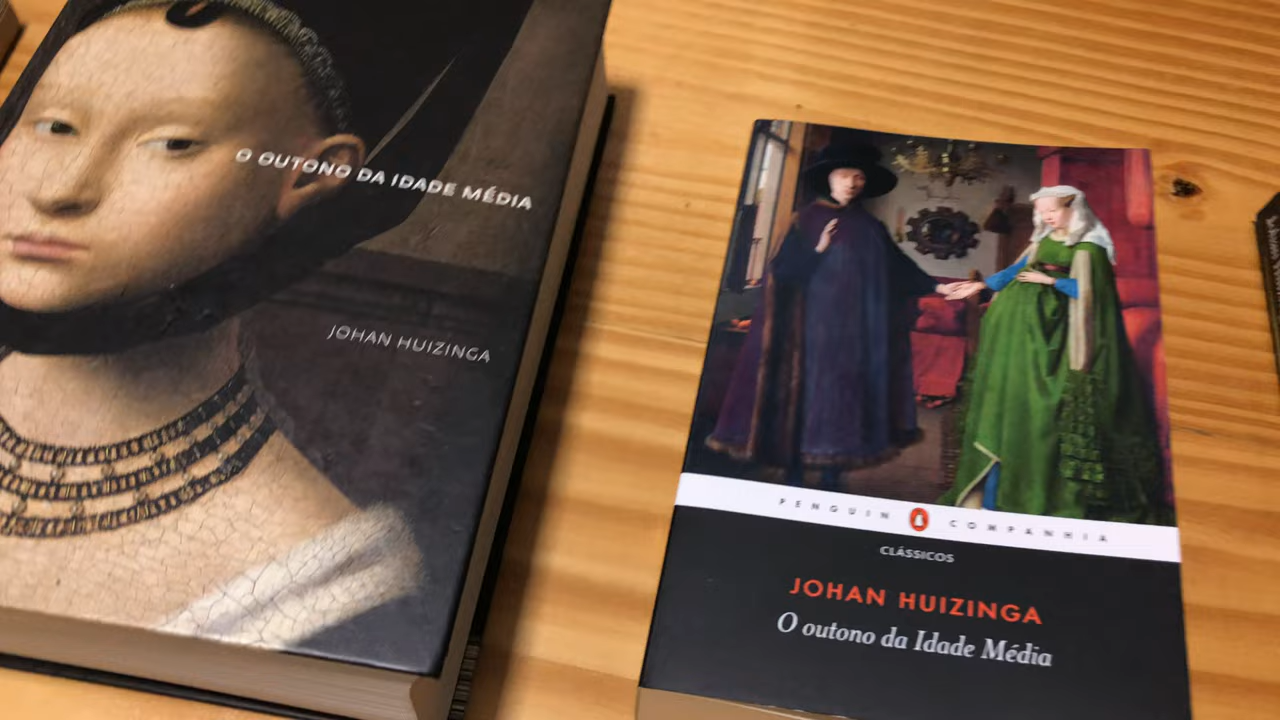 O OUTONO DA IDADE MÉDIA
JOHAN HUIZINGA
PENGUIN COMPANHIA
CLÁSSICOS
JOHAN HUIZINGA
O outono da Idade Média